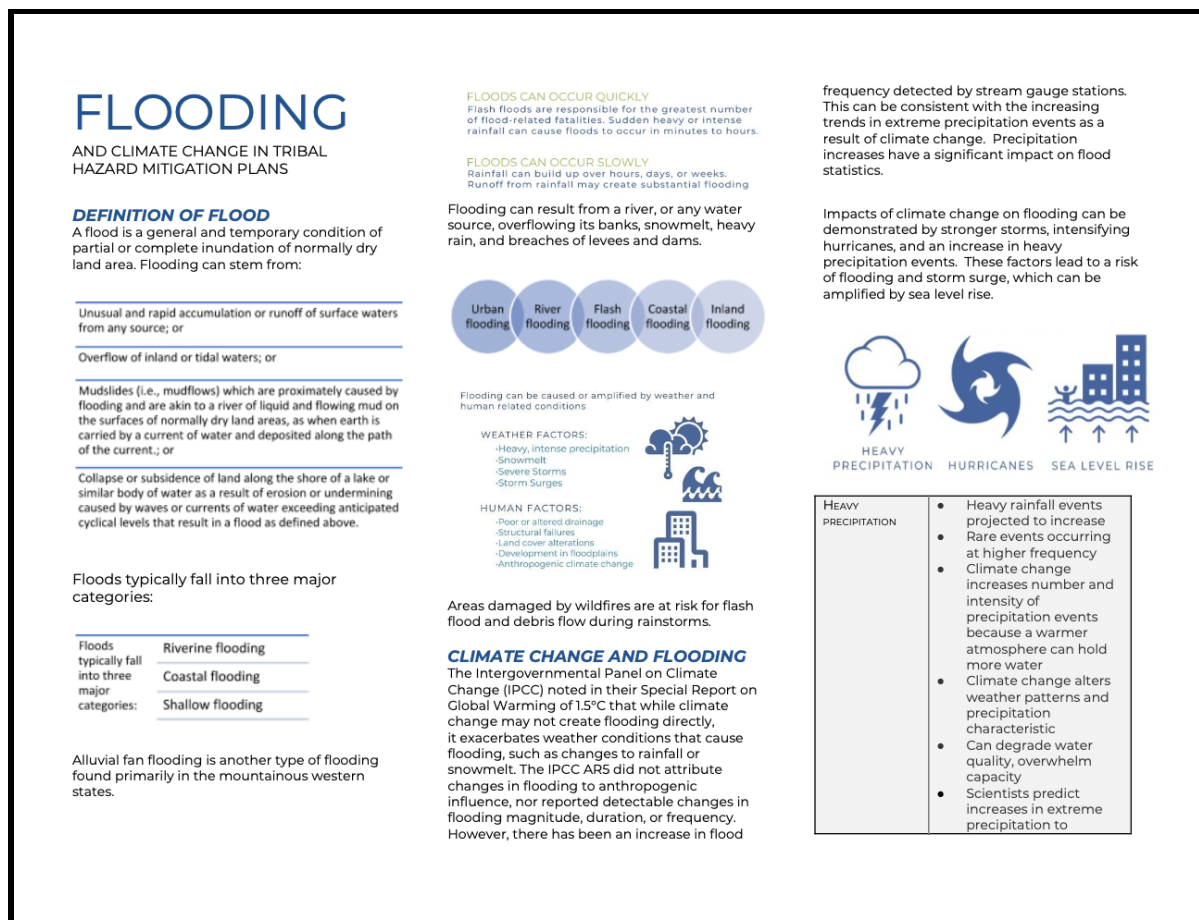 FLOODING
AND CLIMATE CHANGE IN TRIBAL
HAZARD MITIGATION PLANS
DEFINITION OF FLOOD
A flood is a general and temporary condition of
partial or complete inundation of normally dry
land area. Flooding can stem from:
Unusual and rapid accumulation or runoff of surface waters
from any source; or
Overflow of inland or tidal waters; or
Mudslides (i.e., mudflows) which are proximately caused by
flooding and are akin to a river of liquid and flowing mud on
the surfaces of normally dry land areas, as when earth is
carried by a current of water and deposited along the path
of the current.; or
Collapse or subsidence of land along the shore of a lake or
similar body of water as a result of erosion or undermining
caused by waves or currents of water exceeding anticipated
cyclical levels that result in a flood as defined above.
Floods typically fall into three major
categories:
Floods
typically fall
into three
major
categories:
Riverine flooding
Coastal flooding
Shallow flooding
Alluvial fan flooding is another type of flooding
found primarily in the mountainous western
states.
FLOODS CAN OCCUR QUICKLY
Flash floods are responsible for the greatest number
of flood-related fatalities. Sudden heavy or intense
rainfall can cause floods to occur in minutes to hours.
FLOODS CAN OCCUR SLOWLY
Rainfall can build up over hours, days, or weeks.
Runoff from rainfall may create substantial flooding
Flooding can result from a river, or any water
source, overflowing its banks, snowmelt, heavy
rain, and breaches of levees and dams.
Urban flooding
River flooding
Flash flooding
Coastal flooding
Inland flooding
Flooding can be caused or amplified by weather and
human related conditions
WEATHER FACTORS:
•Heavy, intense precipitation
•Snowmelt
•Severe Storms
•Storm Surges
HUMAN FACTORS:
•Poor or altered drainage
•Structural failures
•Land cover alterations
•Development in floodplains
•Anthropogenic climate change
Areas damaged by wildfires are at risk for flash
flood and debris flow during rainstorms.
CLIMATE CHANGE AND FLOODING
The Intergovernmental Panel on Climate
Change (IPCC) noted in their Special Report on
Global Warming of 1.5°C that while climate
change may not create flooding directly,
it exacerbates weather conditions that cause
flooding, such as changes to rainfall or
snowmelt. The IPCC AR5 did not attribute
changes in flooding to anthropogenic
influence, nor reported detectable changes in
flooding magnitude, duration, or frequency.
However, there has been an increase in flood
frequency detected by stream gauge stations.
This can be consistent with the increasing
trends in extreme precipitation events as a
result of climate change. Precipitation
increases have a significant impact on flood
statistics.
Impacts of climate change on flooding can be
demonstrated by stronger storms, intensifying
hurricanes, and an increase in heavy
precipitation events. These factors lead to a risk
of flooding and storm surge, which can be
amplified by sea level rise.
HEAVY
PRECIPITATION
HURRICANES
SEA LEVEL RISE
HEAVY
PRECIPITATION
● Heavy rainfall events
projected to increase
● Rare events occurring
at higher frequency
● Climate change
increases number and
intensity of
precipitation events
because a warmer
atmosphere can hold
more water
● Climate change alters
weather patterns and
precipitation
characteristic
● Can degrade water
quality, overwhelm
capacity
● Scientists predict
increases in extreme
precipitation to